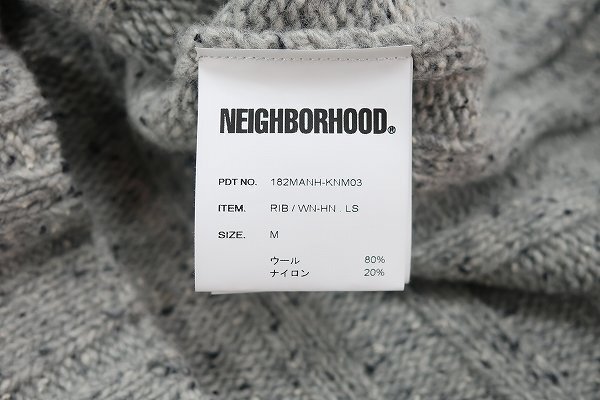 NEIGHBORHOOD®
PDT NO. 182MANH-KNM03
ITEM. RIB / WN-HN . LS
SIZE. M
ウール 80%
ナイロン 20%